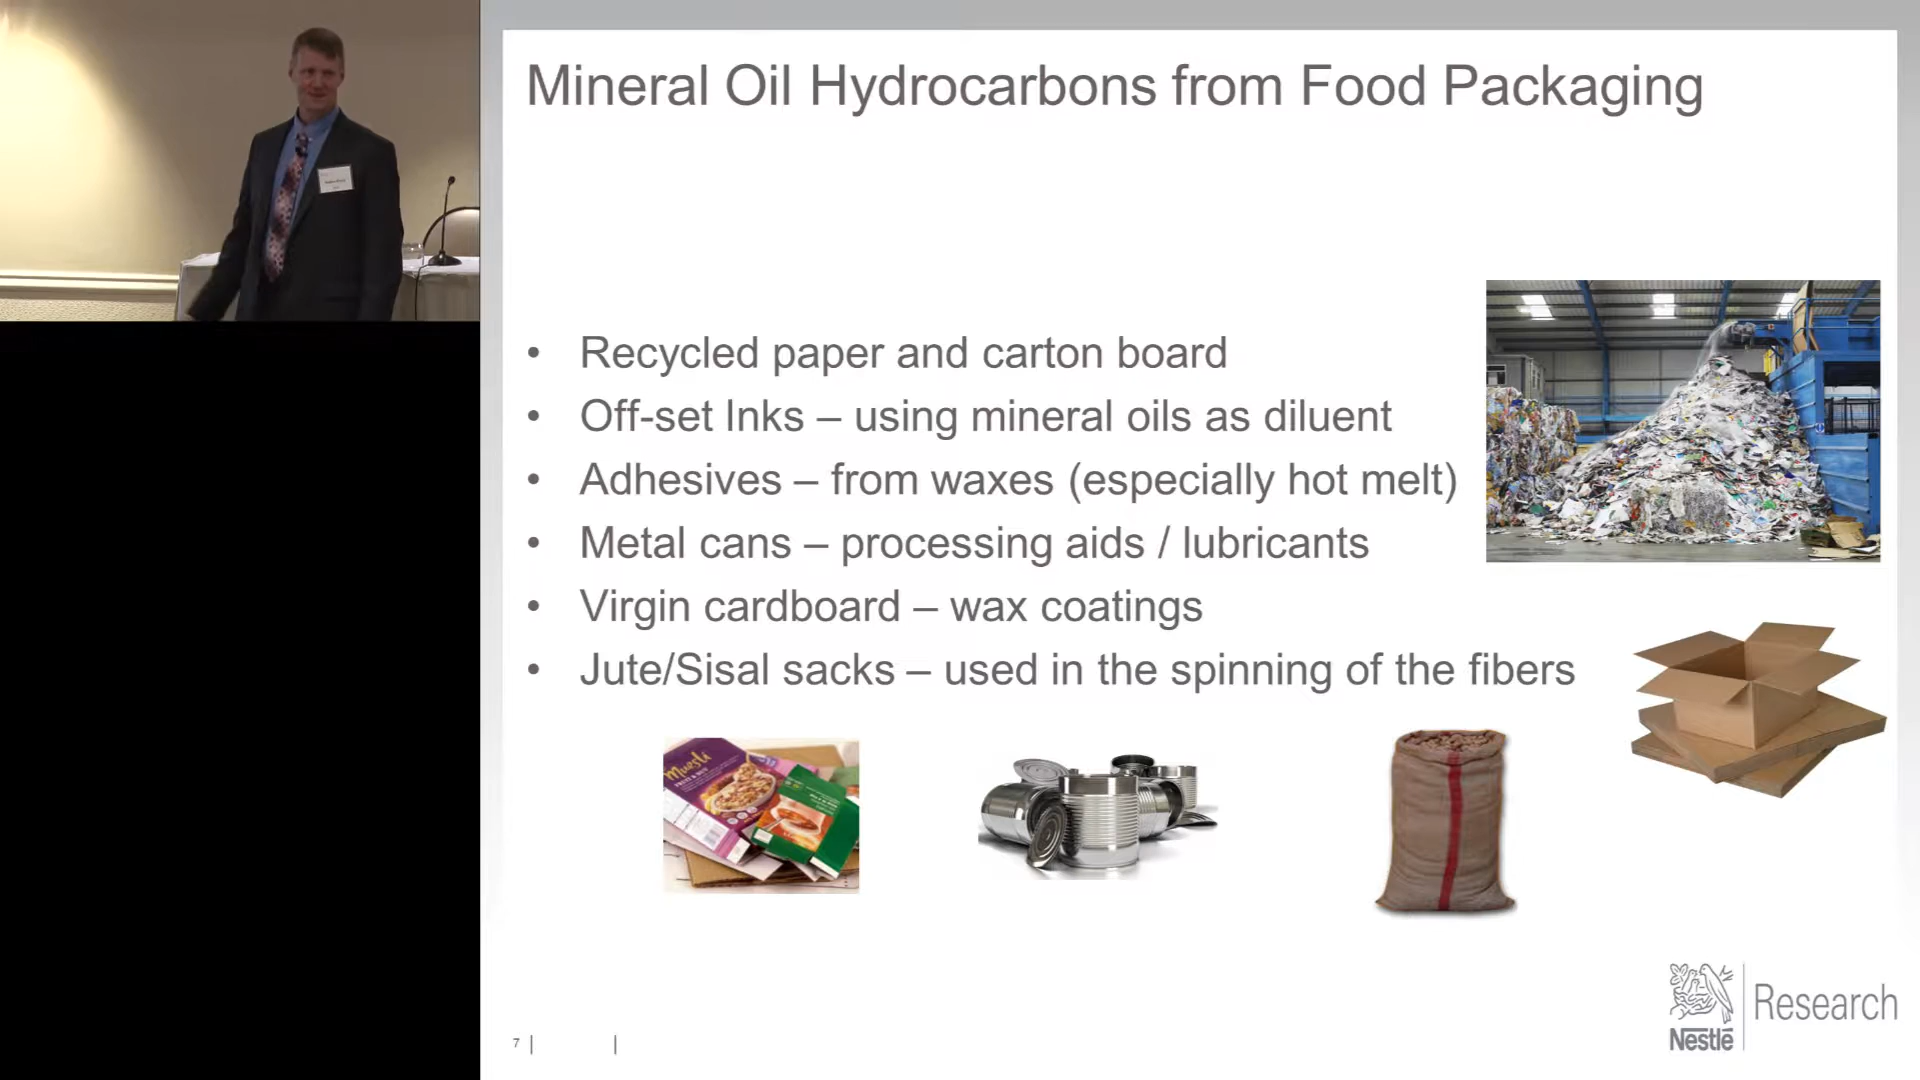 Mineral Oil Hydrocarbons from Food Packaging
• Recycled paper and carton board
• Off-set Inks – using mineral oils as diluent
• Adhesives – from waxes (especially hot melt)
• Metal cans – processing aids / lubricants
• Virgin cardboard – wax coatings
• Jute/Sisal sacks – used in the spinning of the fibers
Muesli
7
Nestlé
Research